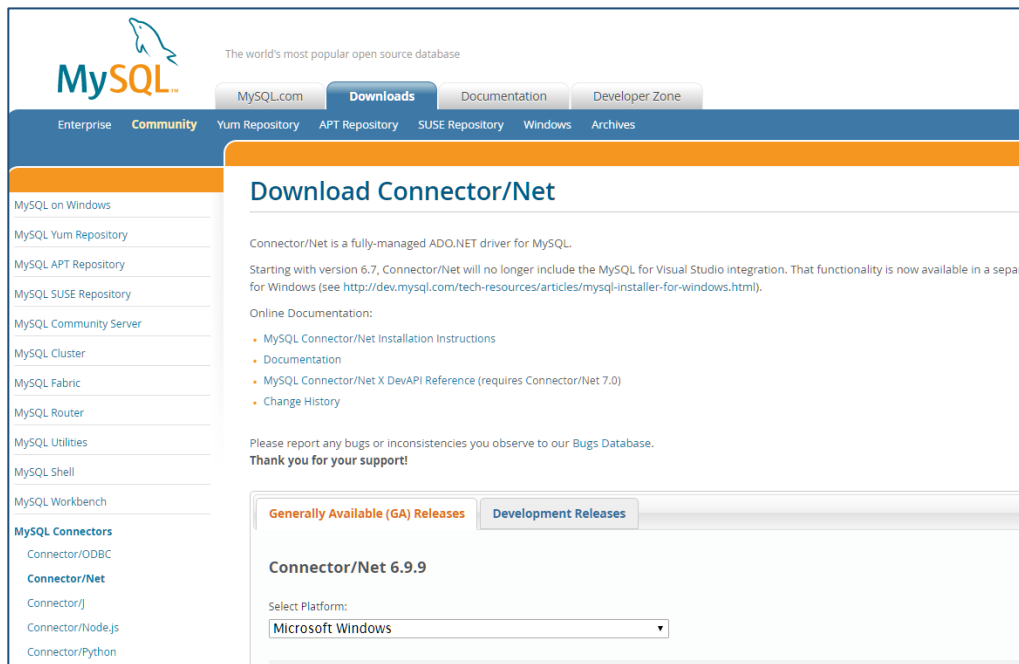 The world's most popular open source database
MySQL™
MySQL.com Downloads Documentation Developer Zone
Enterprise Community Yum Repository APT Repository SUSE Repository Windows Archives
MySQL on Windows
MySQL Yum Repository
MySQL APT Repository
MySQL SUSE Repository
MySQL Community Server
MySQL Cluster
MySQL Fabric
MySQL Router
MySQL Utilities
MySQL Shell
MySQL Workbench
MySQL Connectors
Connector/ODBC
Connector/Net
Connector/J
Connector/Node.js
Connector/Python
Download Connector/Net
Connector/Net is a fully-managed ADO.NET driver for MySQL.
Starting with version 6.7, Connector/Net will no longer include the MySQL for Visual Studio integration. That functionality is now available in a sepa
for Windows (see http://dev.mysql.com/tech-resources/articles/mysql-installer-for-windows.html).
Online Documentation:
• MySQL Connector/Net Installation Instructions
• Documentation
• MySQL Connector/Net X DevAPI Reference (requires Connector/Net 7.0)
• Change History
Please report any bugs or inconsistencies you observe to our Bugs Database.
Thank you for your support!
Generally Available (GA) Releases Development Releases
Connector/Net 6.9.9
Select Platform:
Microsoft Windows